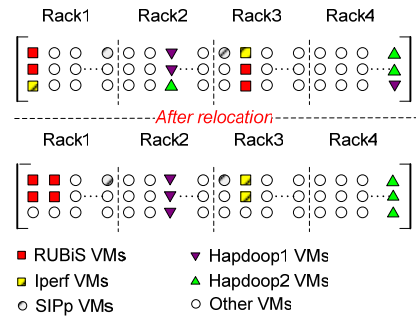 Rack1 Rack2 Rack3 Rack4
After relocation
Rack1 Rack2 Rack3 Rack4
RUBiS VMs Hapdoop1 VMs
Iperf VMs Hapdoop2 VMs
SIPp VMs Other VMs